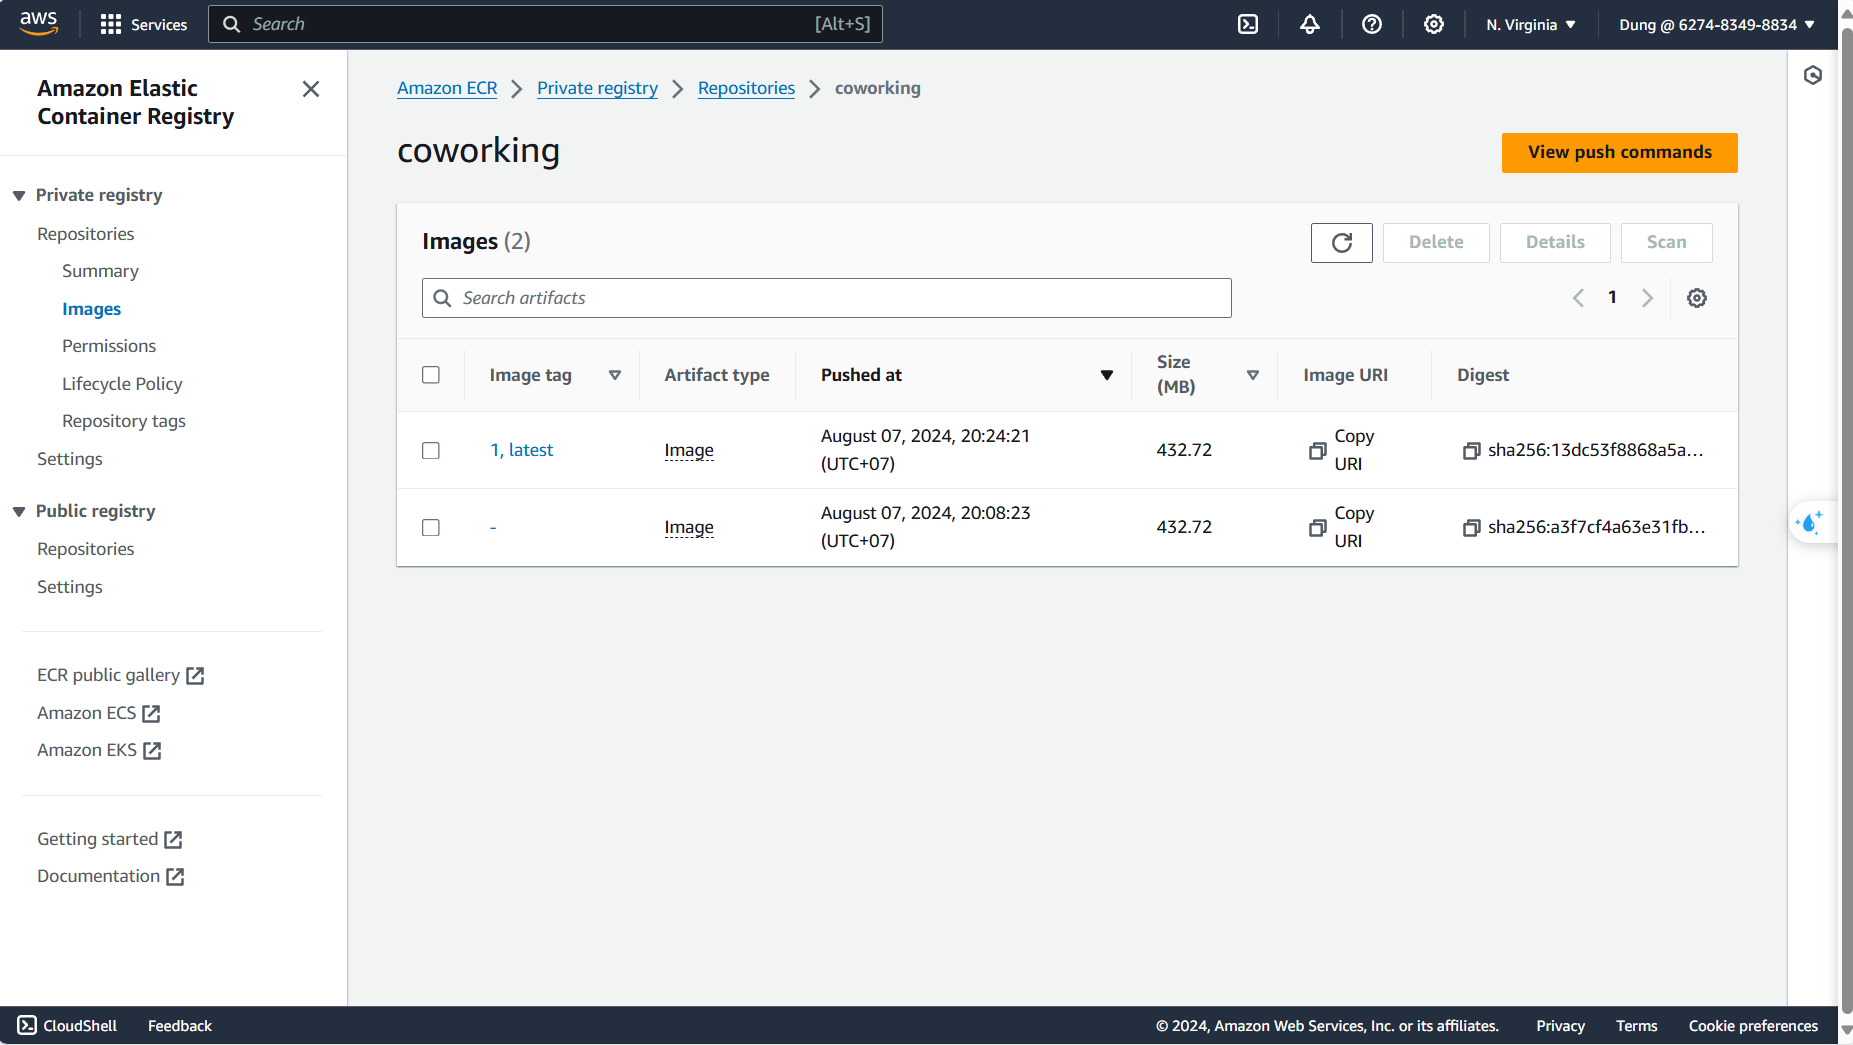 aws
Services
Search
[Alt+S]
N. Virginia
Dung @ 6274-8349-8834
Amazon Elastic
Container Registry
Private registry
Repositories
Summary
Images
Permissions
Lifecycle Policy
Repository tags
Settings
Public registry
Repositories
Settings
ECR public gallery
Amazon ECS
Amazon EKS
Getting started
Documentation
Amazon ECR
Private registry
Repositories
coworking
coworking
View push commands
Images (2)
Delete
Details
Scan
Search artifacts
1
Image tag
Artifact type
Pushed at
Size
(MB)
Image URI
Digest
1, latest
Image
August 07, 2024, 20:24:21
(UTC+07)
432.72
Copy
URI
sha256:13dc53f8868a5a...
-
Image
August 07, 2024, 20:08:23
(UTC+07)
432.72
Copy
URI
sha256:a3f7cf4a63e31fb...
CloudShell
Feedback
© 2024, Amazon Web Services, Inc. or its affiliates.
Privacy
Terms
Cookie preferences